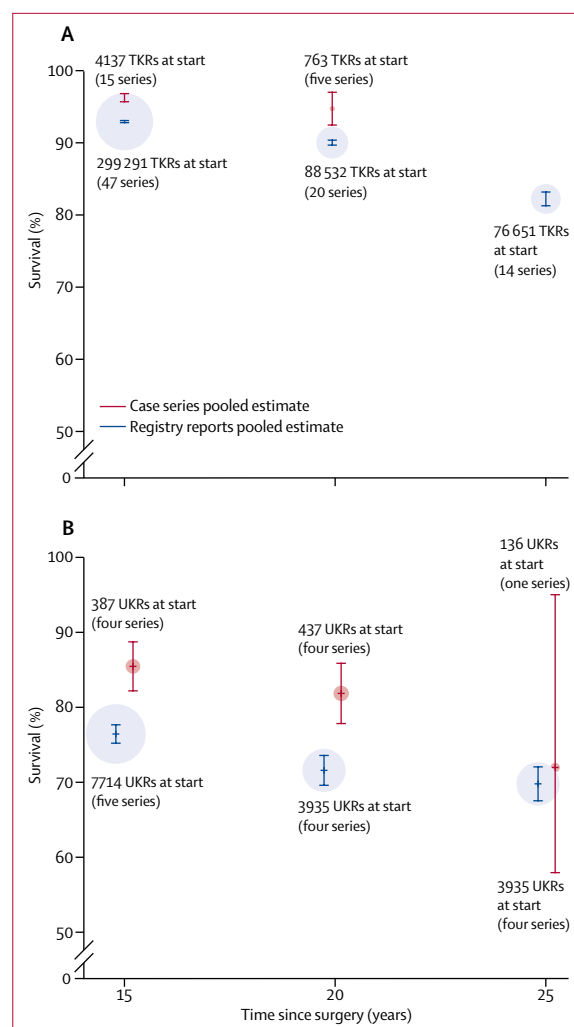 A
4137 TKRs at start
(15 series)
763 TKRs at start
(five series)
299 291 TKRs at start
(47 series)
88 532 TKRs at start
(20 series)
76 651 TKRs
at start
(14 series)
100
90
80
70
60
50
0
Survival (%)
Case series pooled estimate
Registry reports pooled estimate
B
136 UKRs
at start
(one series)
387 UKRs at start
(four series)
437 UKRs at start
(four series)
7714 UKRs at start
(five series)
3935 UKRs at start
(four series)
3935 UKRs
at start
(four series)
100
90
80
70
60
50
0
Survival (%)
15
20
25
Time since surgery (years)